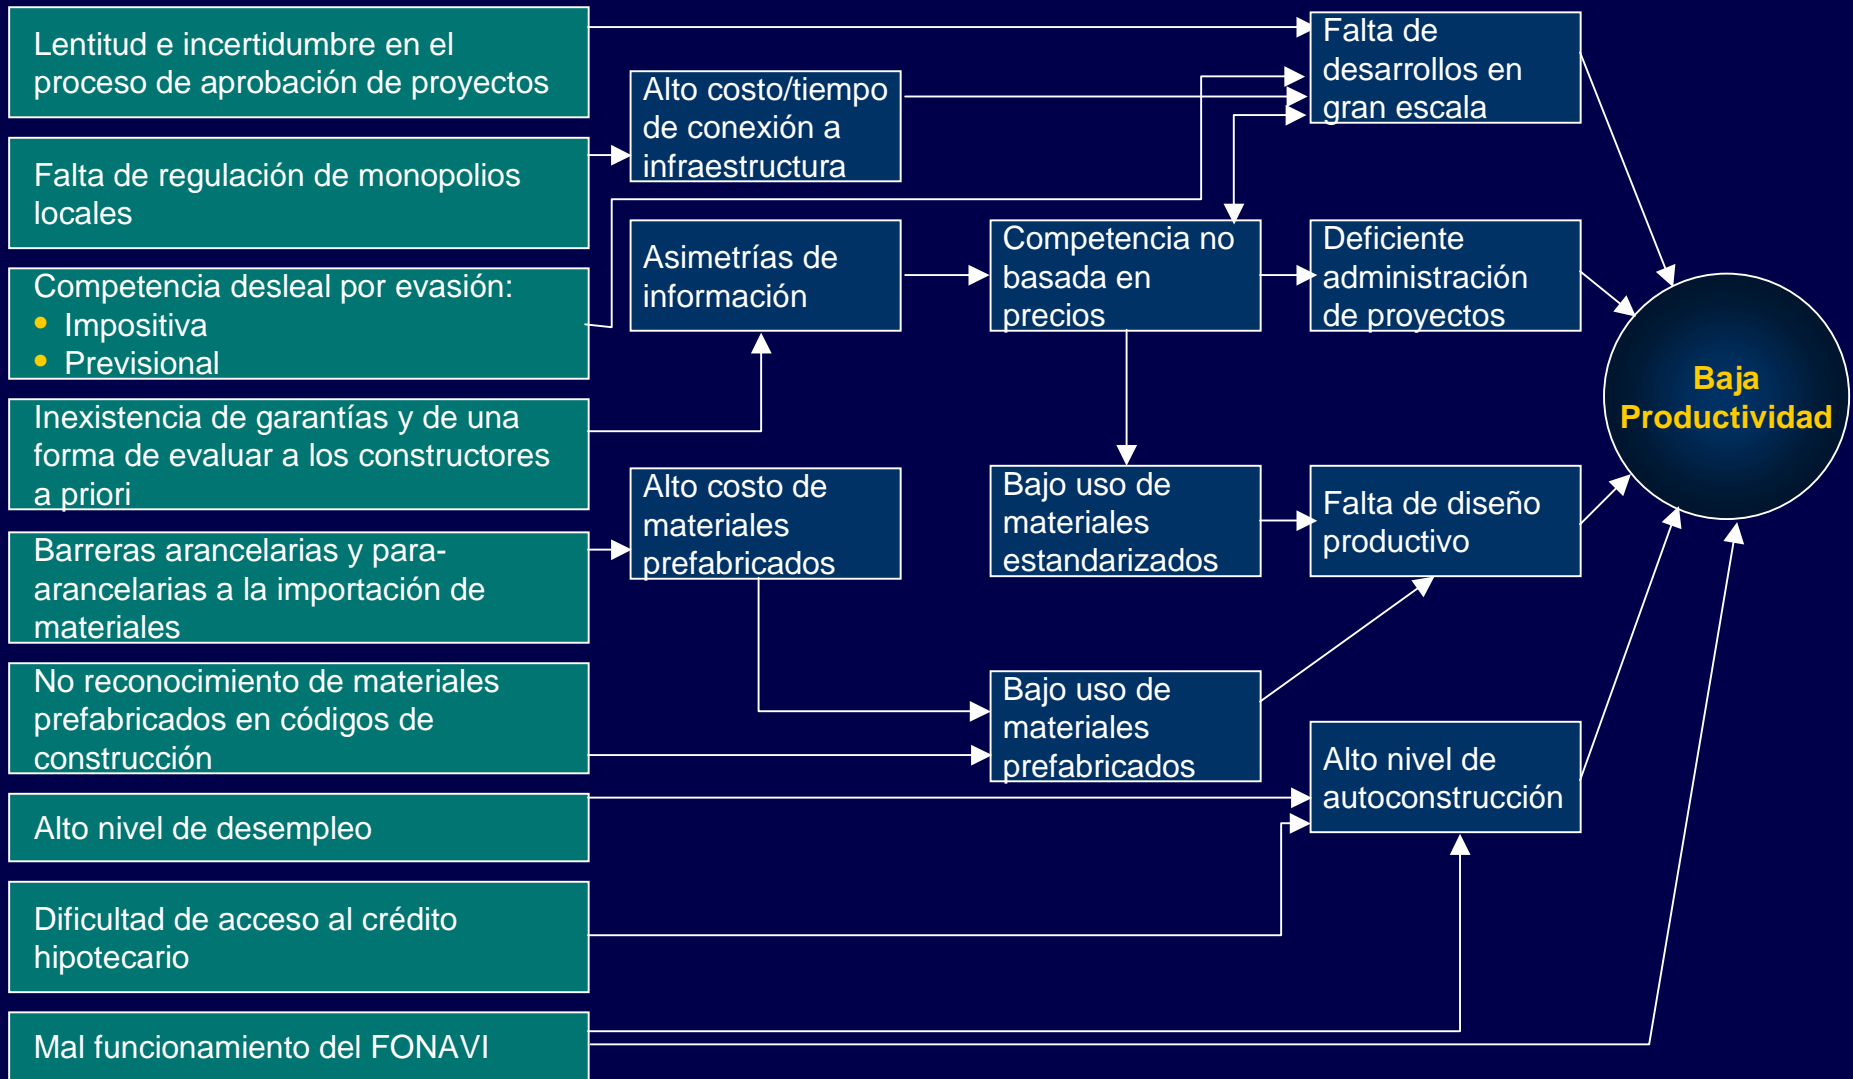 Lentitud e incertidumbre en el
proceso de aprobación de proyectos
Falta de regulación de monopolios
locales
Competencia desleal por evasión:
• Impositiva
• Previsional
Inexistencia de garantías y de una
forma de evaluar a los constructores
a priori
Barreras arancelarias y para-
arancelarias a la importación de
materiales
No reconocimiento de materiales
prefabricados en códigos de
construcción
Alto nivel de desempleo
Dificultad de acceso al crédito
hipotecario
Mal funcionamiento del FONAVI
Alto costo/tiempo
de conexión a
infraestructura
Asimetrías de
información
Alto costo de
materiales
prefabricados
Competencia no
basada en
precios
Bajo uso de
materiales
estandarizados
Bajo uso de
materiales
prefabricados
Falta de
desarrollos en
gran escala
Deficiente
administración
de proyectos
Falta de diseño
productivo
Alto nivel de
autoconstrucción
Baja
Productividad